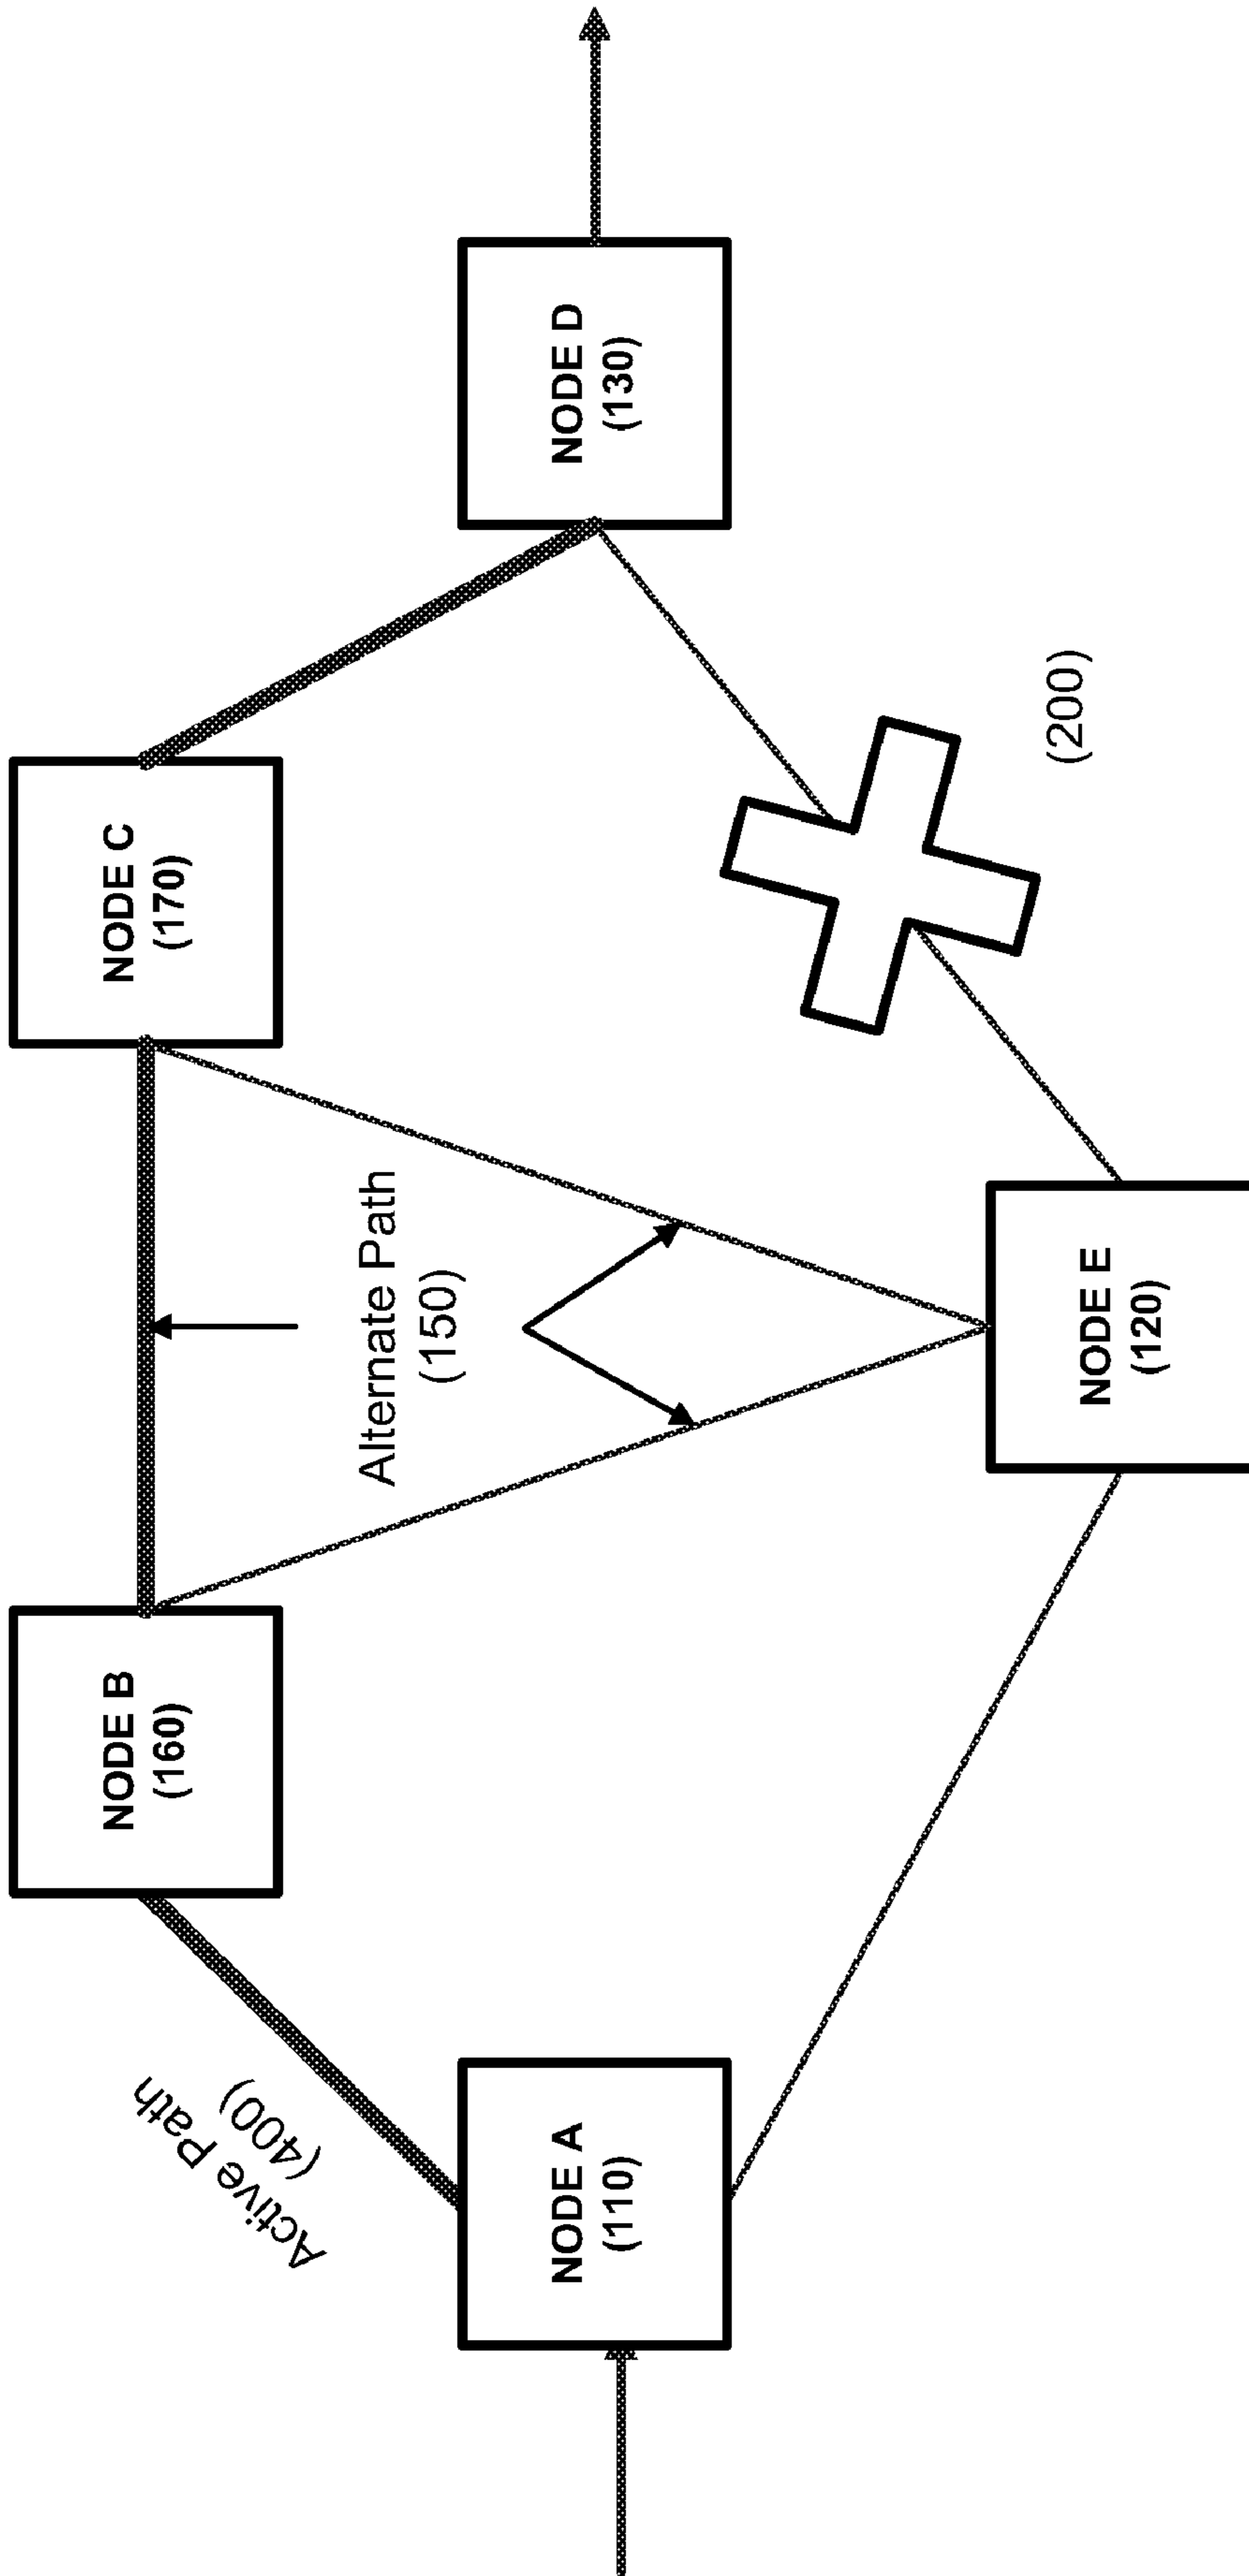 NODE B
(160)
NODE C
(170)
Active Path
(400)
Alternate Path
(150)
NODE A
(110)
NODE D
(130)
(200)
NODE E
(120)